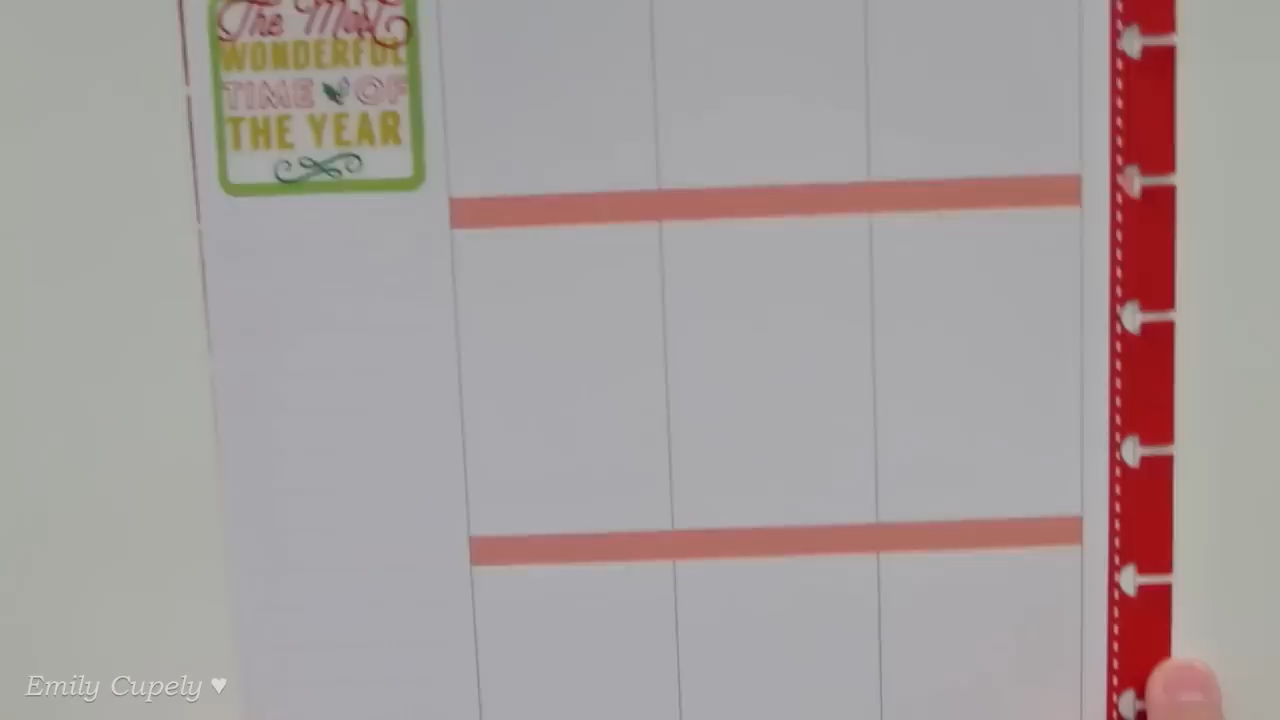 The Most
WONDERFUL
TIME OF
THE YEAR
Emily Cupely ♥